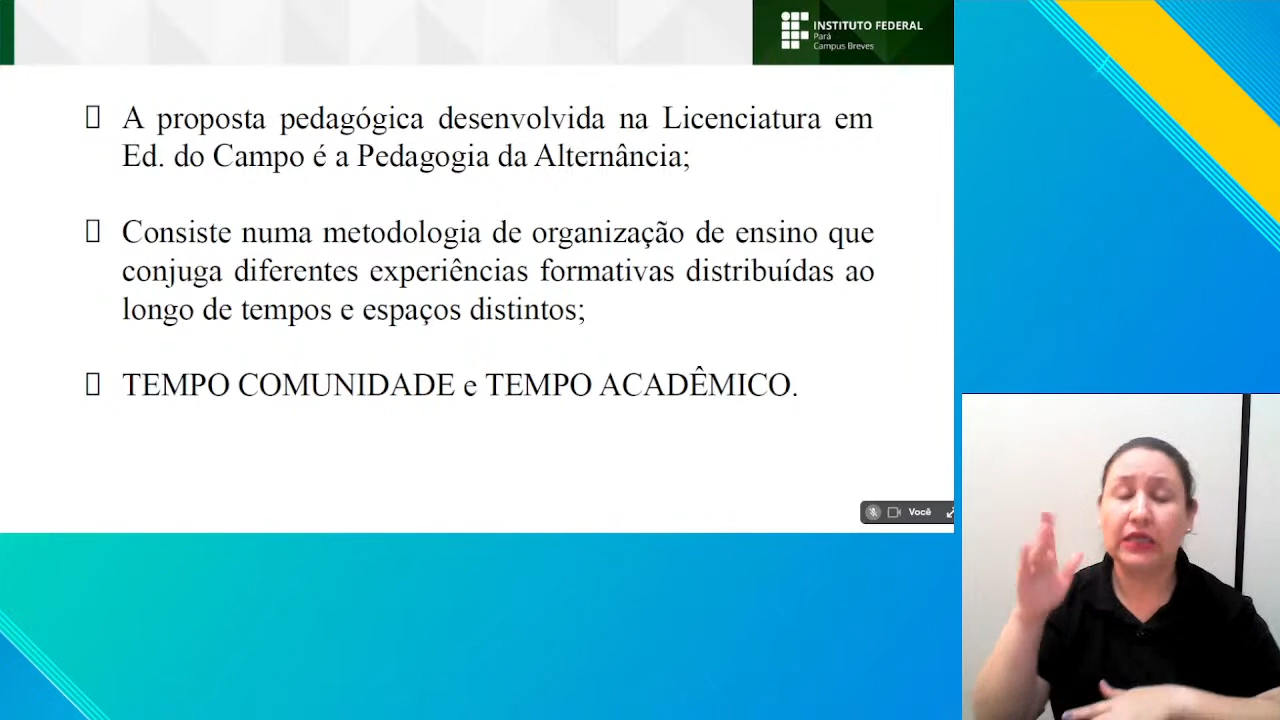 INSTITUTO FEDERAL
Pará
Campus Breves
A proposta pedagógica desenvolvida na Licenciatura em
Ed. do Campo é a Pedagogia da Alternância;
Consiste numa metodologia de organização de ensino que
conjuga diferentes experiências formativas distribuídas ao
longo de tempos e espaços distintos;
TEMPO COMUNIDADE e TEMPO ACADÊMICO.
Você